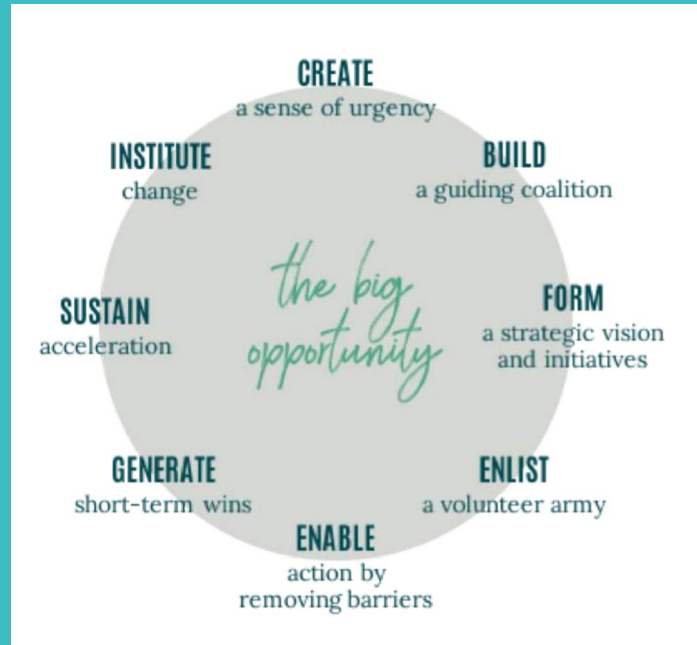 CREATE
a sense of urgency
BUILD
a guiding coalition
FORM
a strategic vision
and initiatives
ENLIST
a volunteer army
ENABLE
action by
removing barriers
GENERATE
short-term wins
SUSTAIN
acceleration
INSTITUTE
change
the big
opportunity